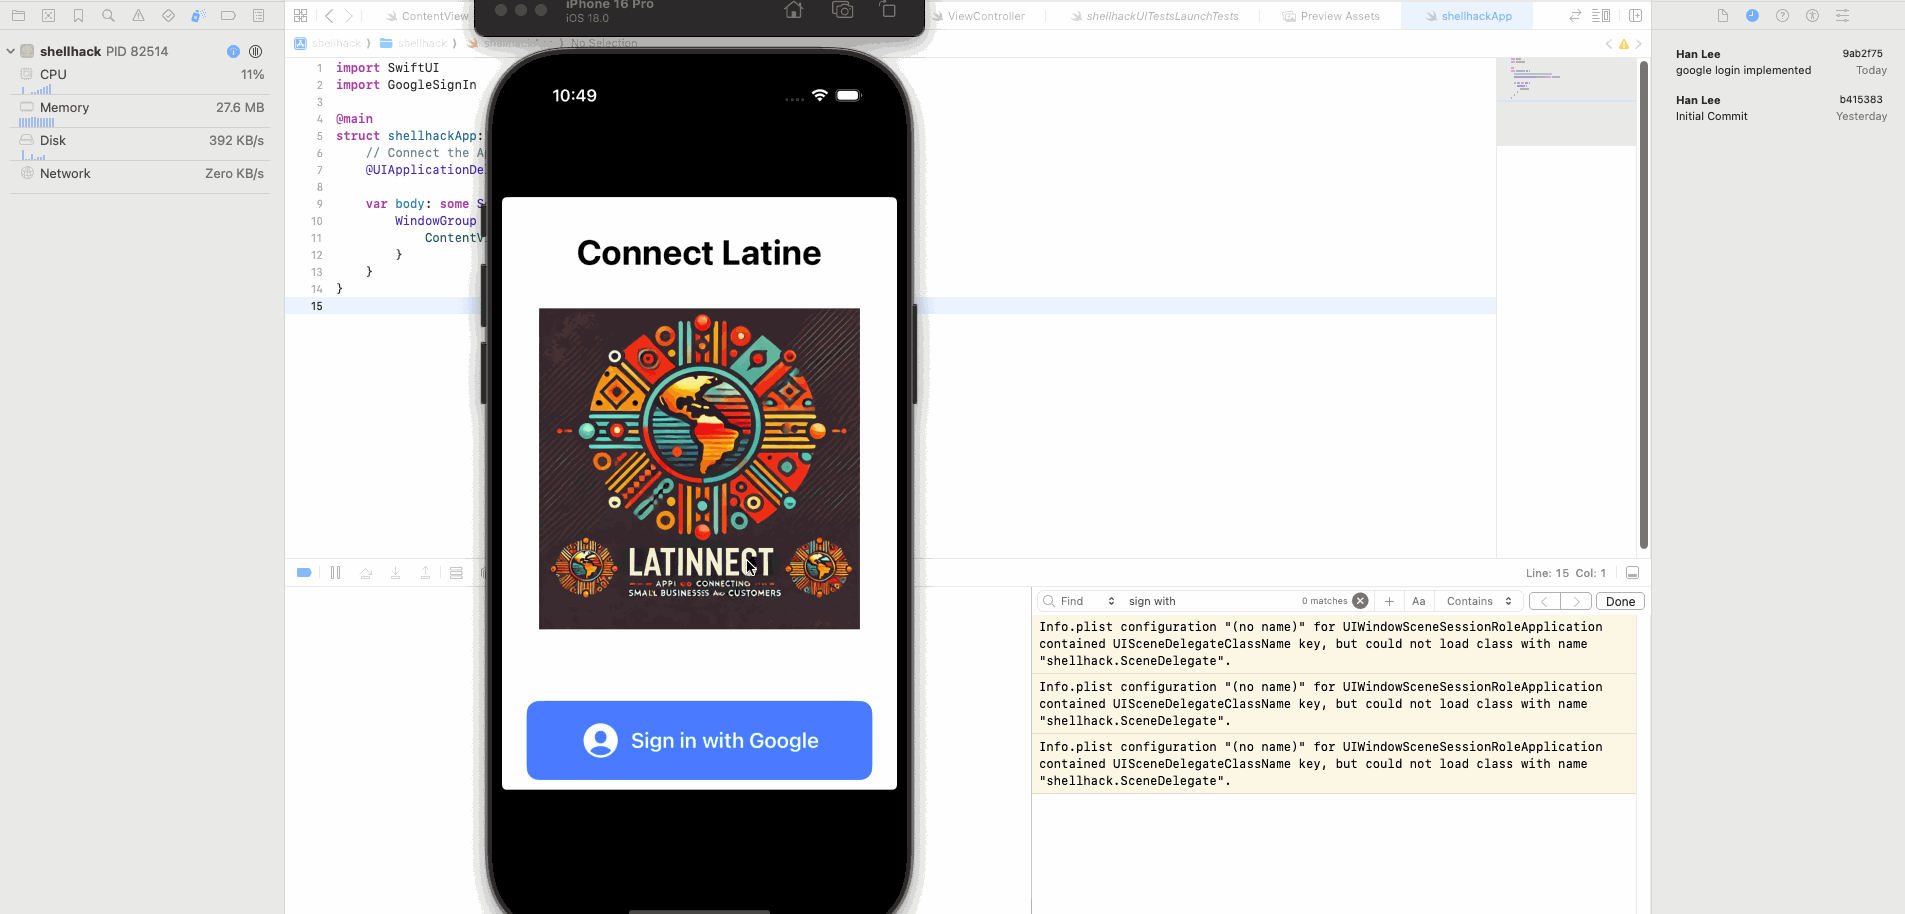 ContentView
iPhone 16 Pro
iOS 18.0
ViewController
shellhackUITestsLaunchTests
Preview Assets
shellhackApp
shellhack
shellhack
No Selection
shellhack PID 82514
CPU 11%
Memory 27.6 MB
Disk 392 KB/s
Network Zero KB/s
1 import SwiftUI
2 import GoogleSignIn
3
4 @main
5 struct shellhackApp:
6 // Connect the A
7 @UIApplicationDe
8
9 var body: some S
10 WindowGroup
11 ContentV
12 }
13 }
14 }
15
10:49
Connect Latine
LATINNECT
CONNECTING
SMALL BUSINESSES CUSTOMERS
Sign in with Google
Line: 15 Col: 1
Find sign with 0 matches Aa Contains Done
Info.plist configuration "(no name)" for UIWindowSceneSessionRoleApplication
contained UISceneDelegateClassName key, but could not load class with name
"shellhack.SceneDelegate".
Info.plist configuration "(no name)" for UIWindowSceneSessionRoleApplication
contained UISceneDelegateClassName key, but could not load class with name
"shellhack.SceneDelegate".
Info.plist configuration "(no name)" for UIWindowSceneSessionRoleApplication
contained UISceneDelegateClassName key, but could not load class with name
"shellhack.SceneDelegate".
Han Lee 9ab2f75
google login implemented Today
Han Lee b415383
Initial Commit Yesterday